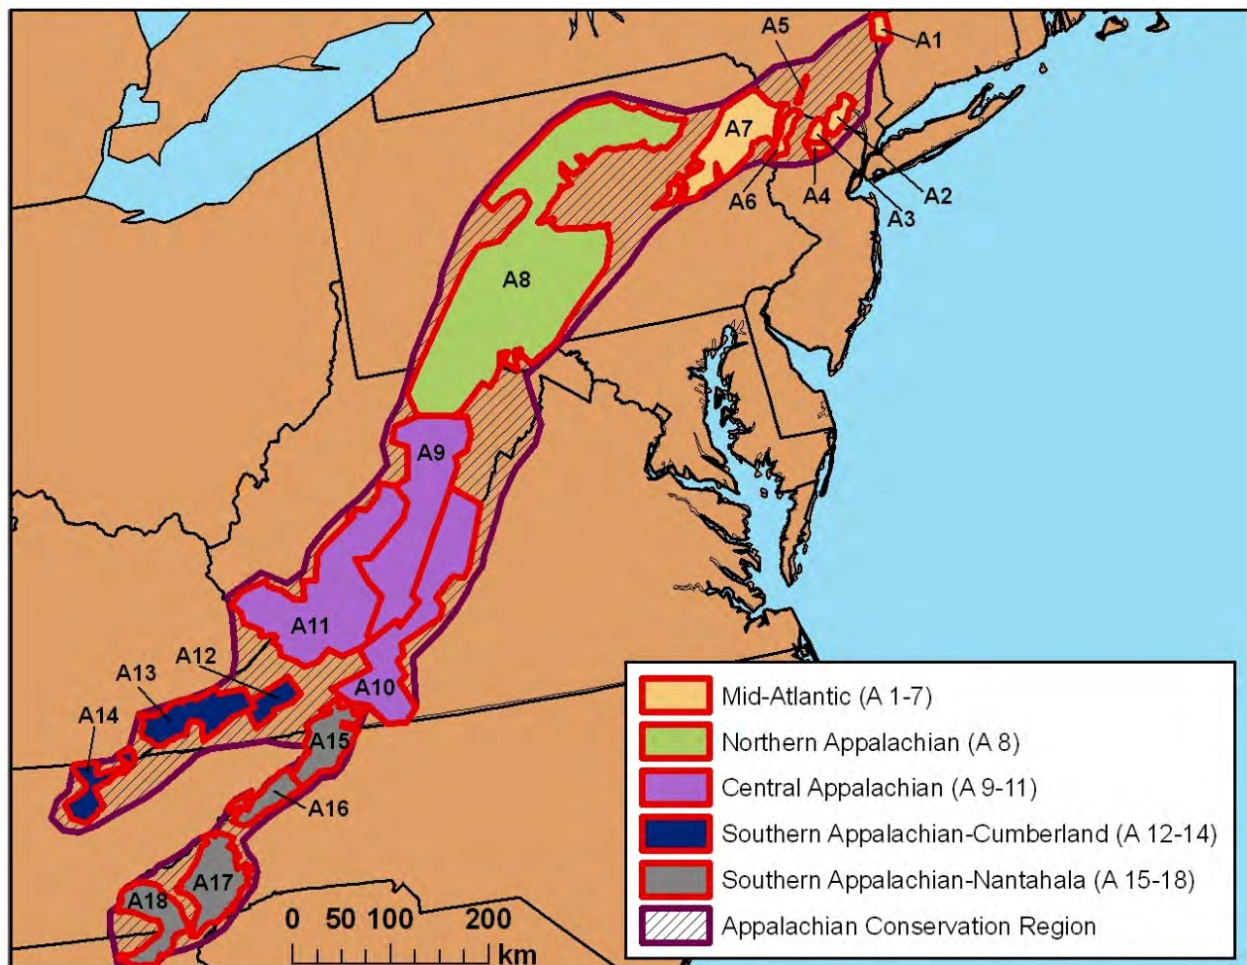 A5
A1
A7
A6
A4
A3
A2
A8
A9
A11
A12
A13
A10
A14
A15
A16
A17
A18
0 50 100 200
km
Mid-Atlantic (A 1-7)
Northern Appalachian (A 8)
Central Appalachian (A 9-11)
Southern Appalachian-Cumberland (A 12-14)
Southern Appalachian-Nantahala (A 15-18)
Appalachian Conservation Region